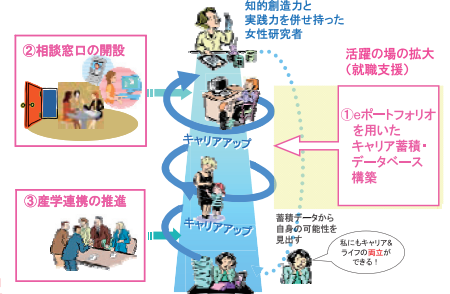 知的創造力と
実践力を併せ持った
女性研究者
②相談窓口の開設
活躍の場の拡大
（就職支援）
①eポートフォリオ
を用いた
キャリア蓄積・
データベース
構築
キャリアアップ
③産学連携の推進
キャリアアップ
蓄積データから
自身の可能性を
見出す
私にもキャリア&
ライフの両立が
できる！